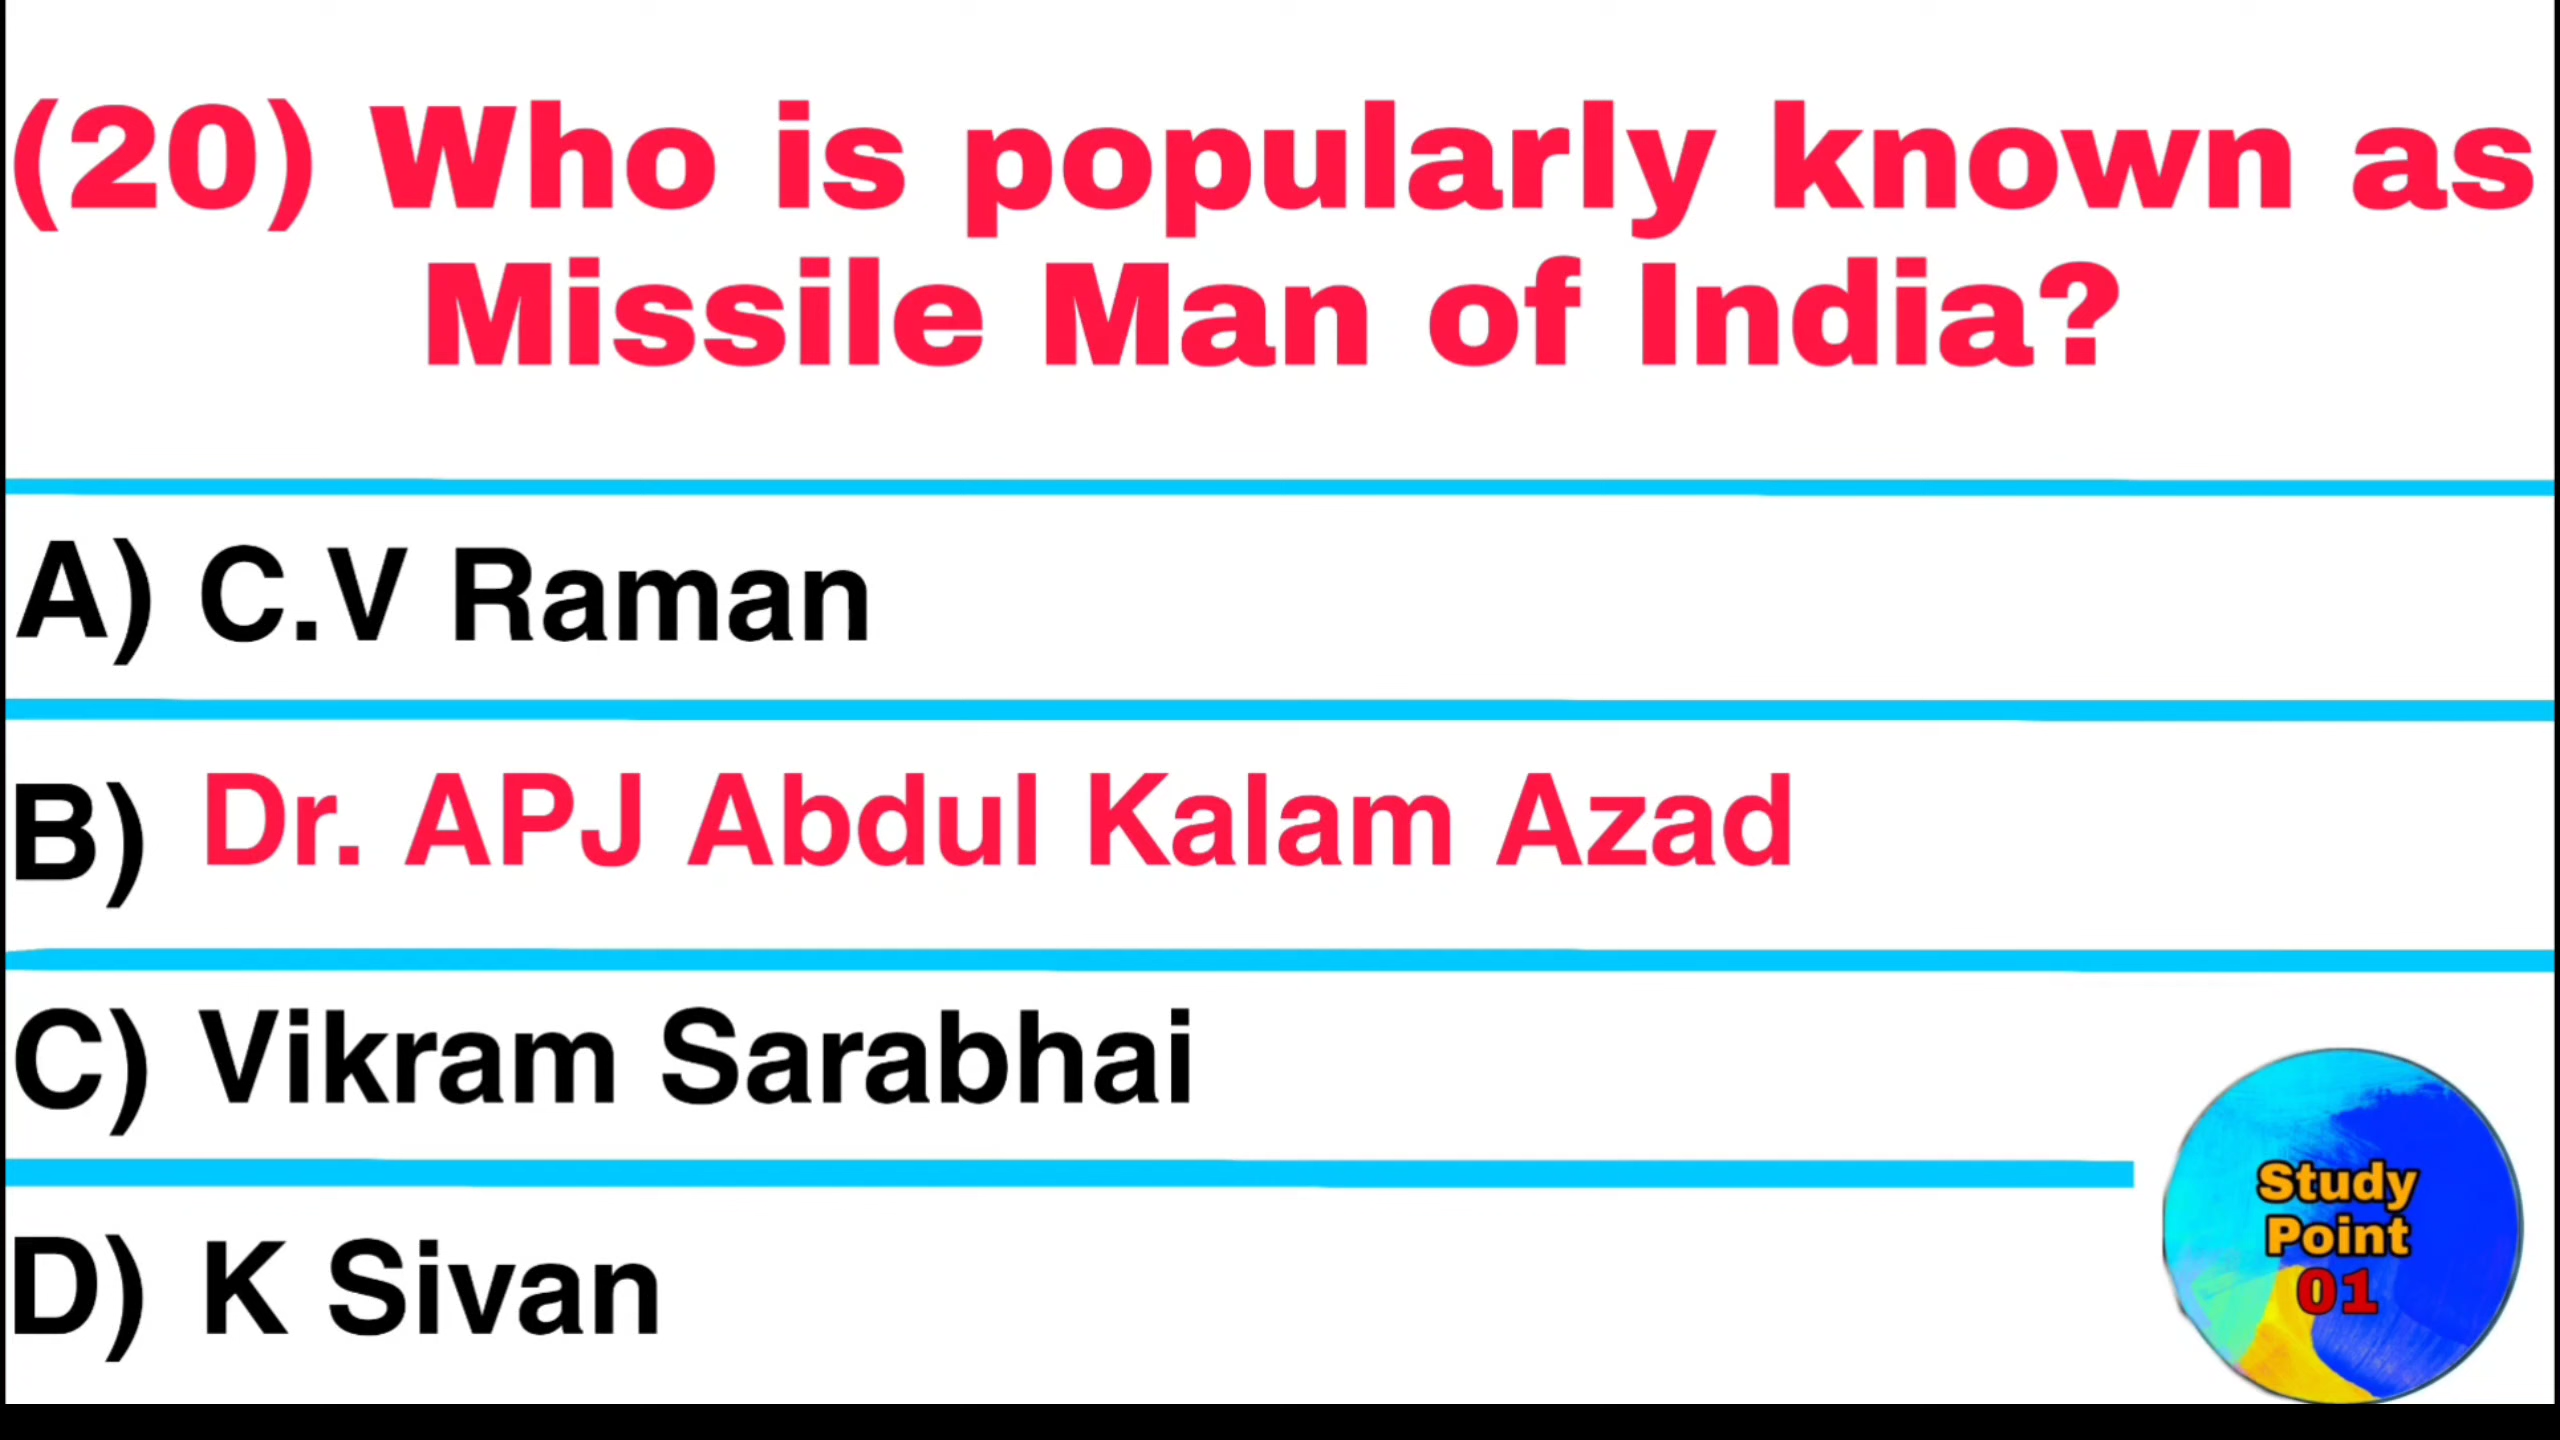 (20) Who is popularly known as
Missile Man of India?
A) C.V Raman
B) Dr. APJ Abdul Kalam Azad
C) Vikram Sarabhai
D) K Sivan
Study
Point
01